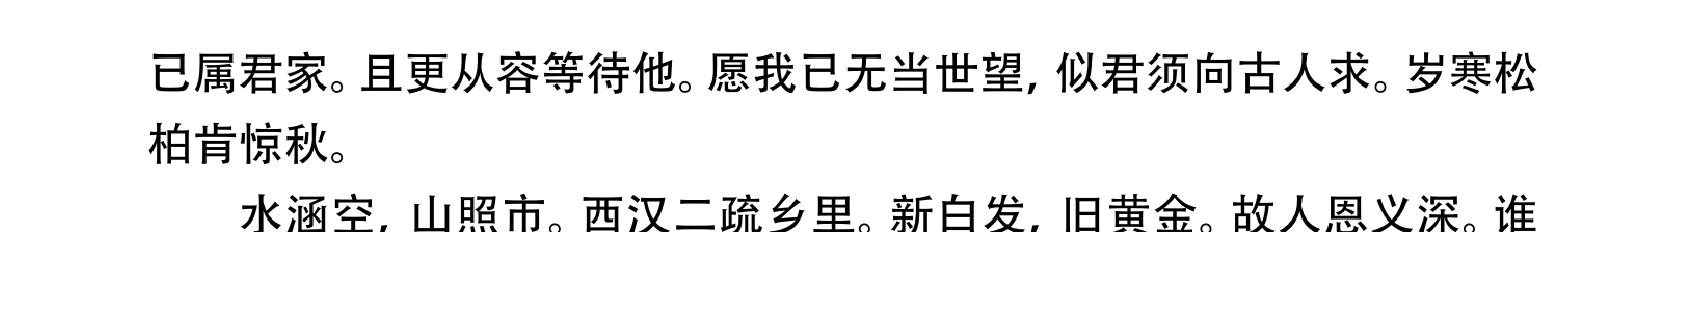 已属君家。且更从容等待他。愿我已无当世望，似君须向古人求。岁寒松
柏肯惊秋。
水涵空，山照市。西汉二疏乡里。新白发，旧黄金。故人恩义深。谁